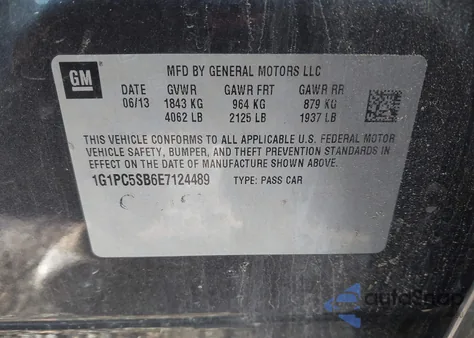 GM
MFD BY GENERAL MOTORS LLC
DATE GVWR GAWR FRT GAWR RR
06/13 1843 KG 964 KG 879 KG
4062 LB 2125 LB 1937 LB
THIS VEHICLE CONFORMS TO ALL APPLICABLE U.S. FEDERAL MOTOR
VEHICLE SAFETY, BUMPER, AND THEFT PREVENTION STANDARDS IN
EFFECT ON THE DATE OF MANUFACTURE SHOWN ABOVE.
1G1PC5SB6E7124489 TYPE: PASS CAR
autosnap